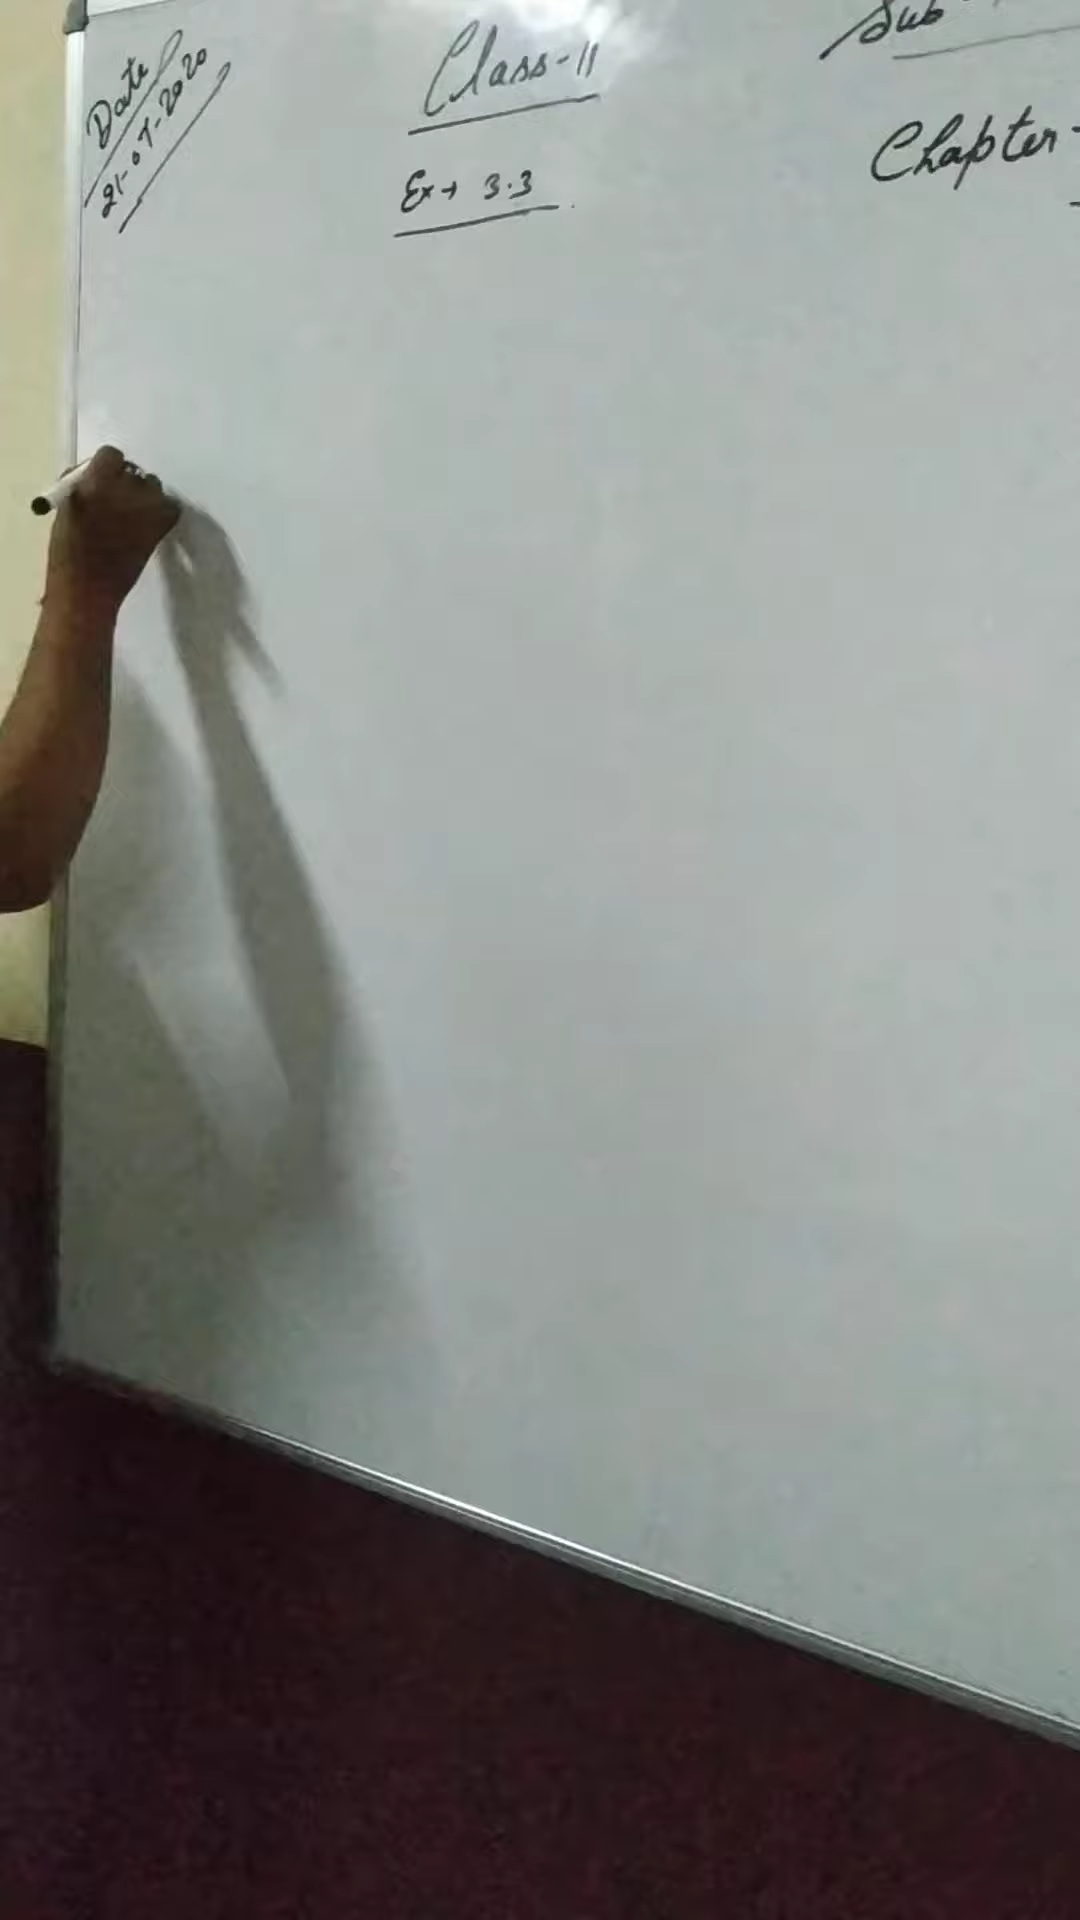 Date
21-07-2020
Class-11
Ex→ 3.3
Sub-
Chapter-